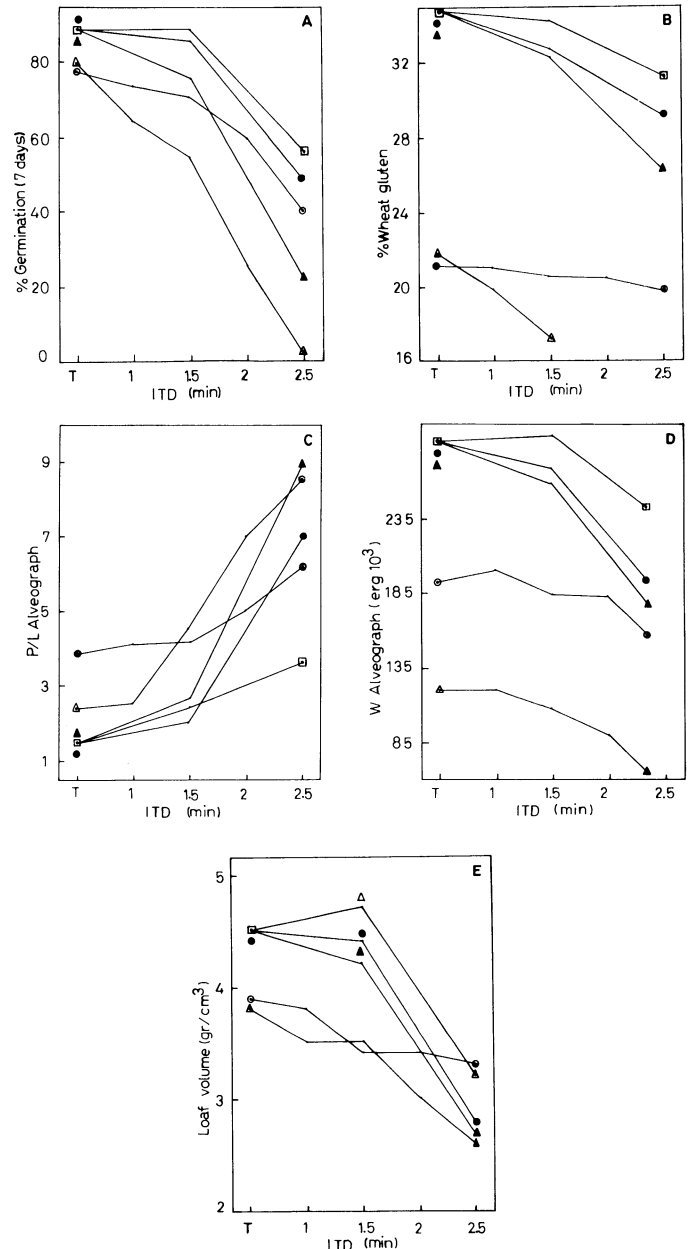 A
% Germination (7 days)
80
60
40
20
0
T 1 1.5 2 2.5
ITD (min)
B
%Wheat gluten
32
28
24
20
16
T 1 1.5 2 2.5
ITD (min)
C
P/L Alveograph
9
7
5
3
1
T 1 1.5 2 2.5
ITD (min)
D
W Alveograph (erg 10³)
235
185
135
85
T 1 1.5 2 2.5
ITD (min)
E
Loaf volume (gr/cm³)
5
4
3
2
T 1 1.5 2 2.5
ITD (min)